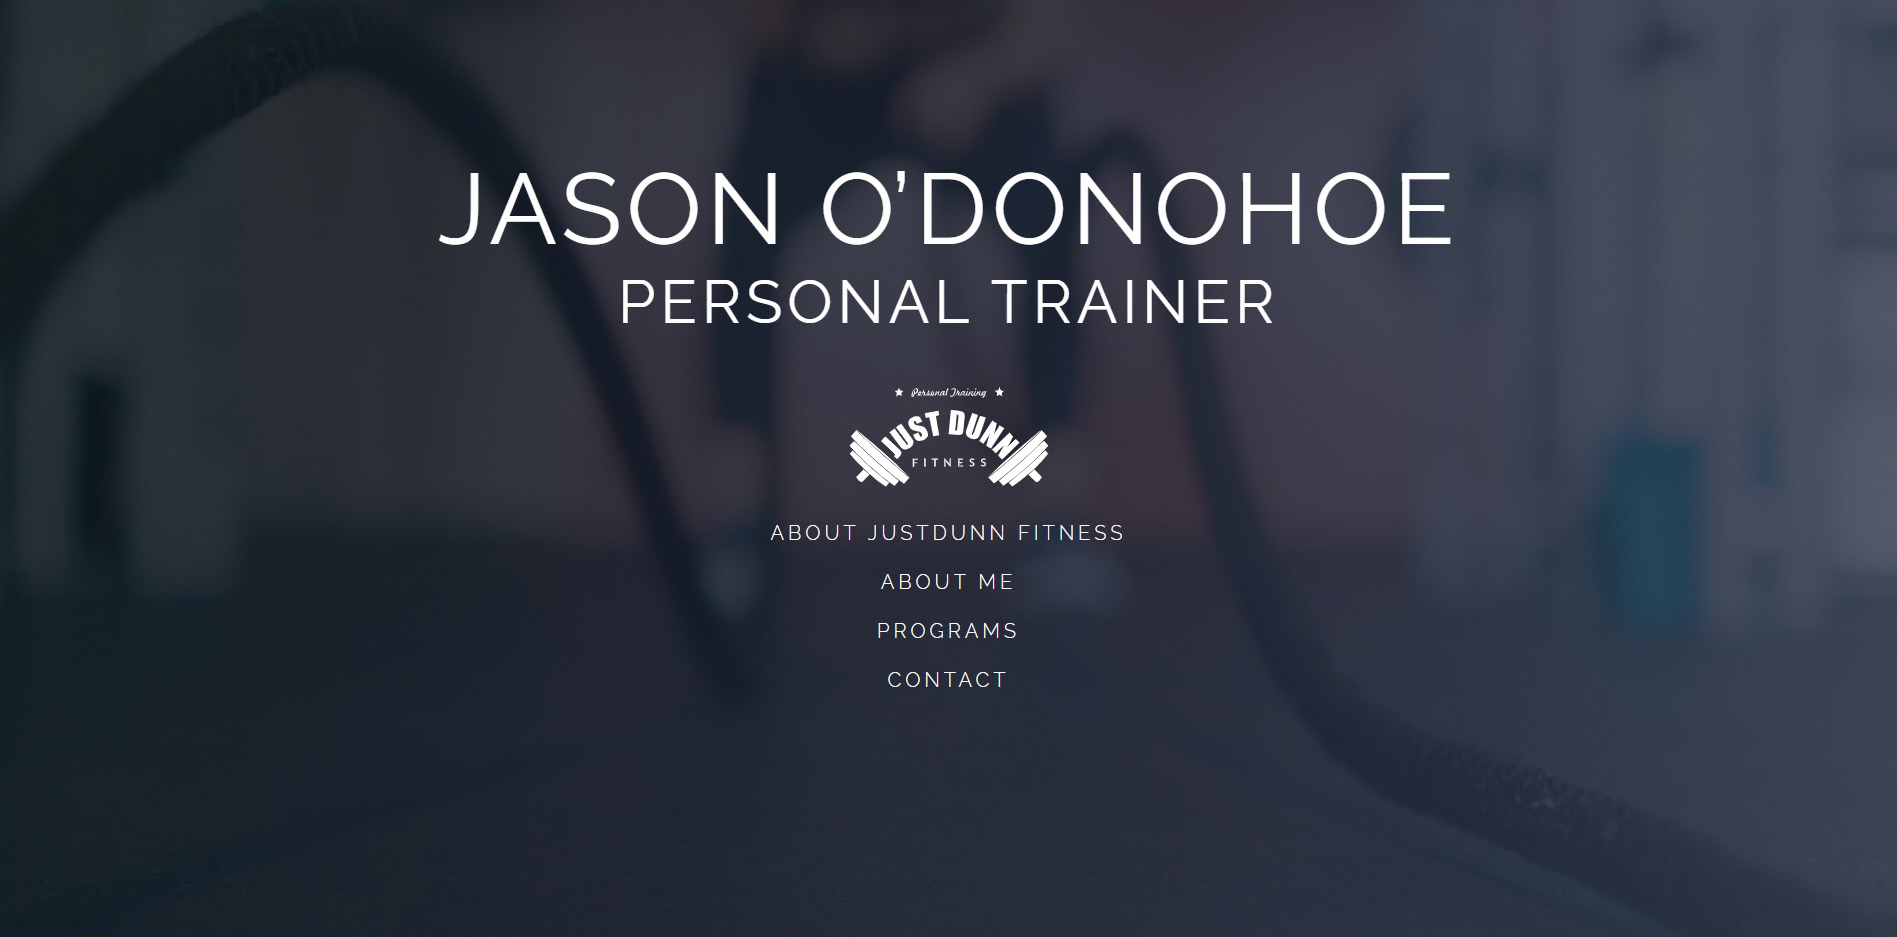 JASON O’DONOHOE
PERSONAL TRAINER
Personal Training
JUST DUNN
FITNESS
ABOUT JUSTDUNN FITNESS
ABOUT ME
PROGRAMS
CONTACT